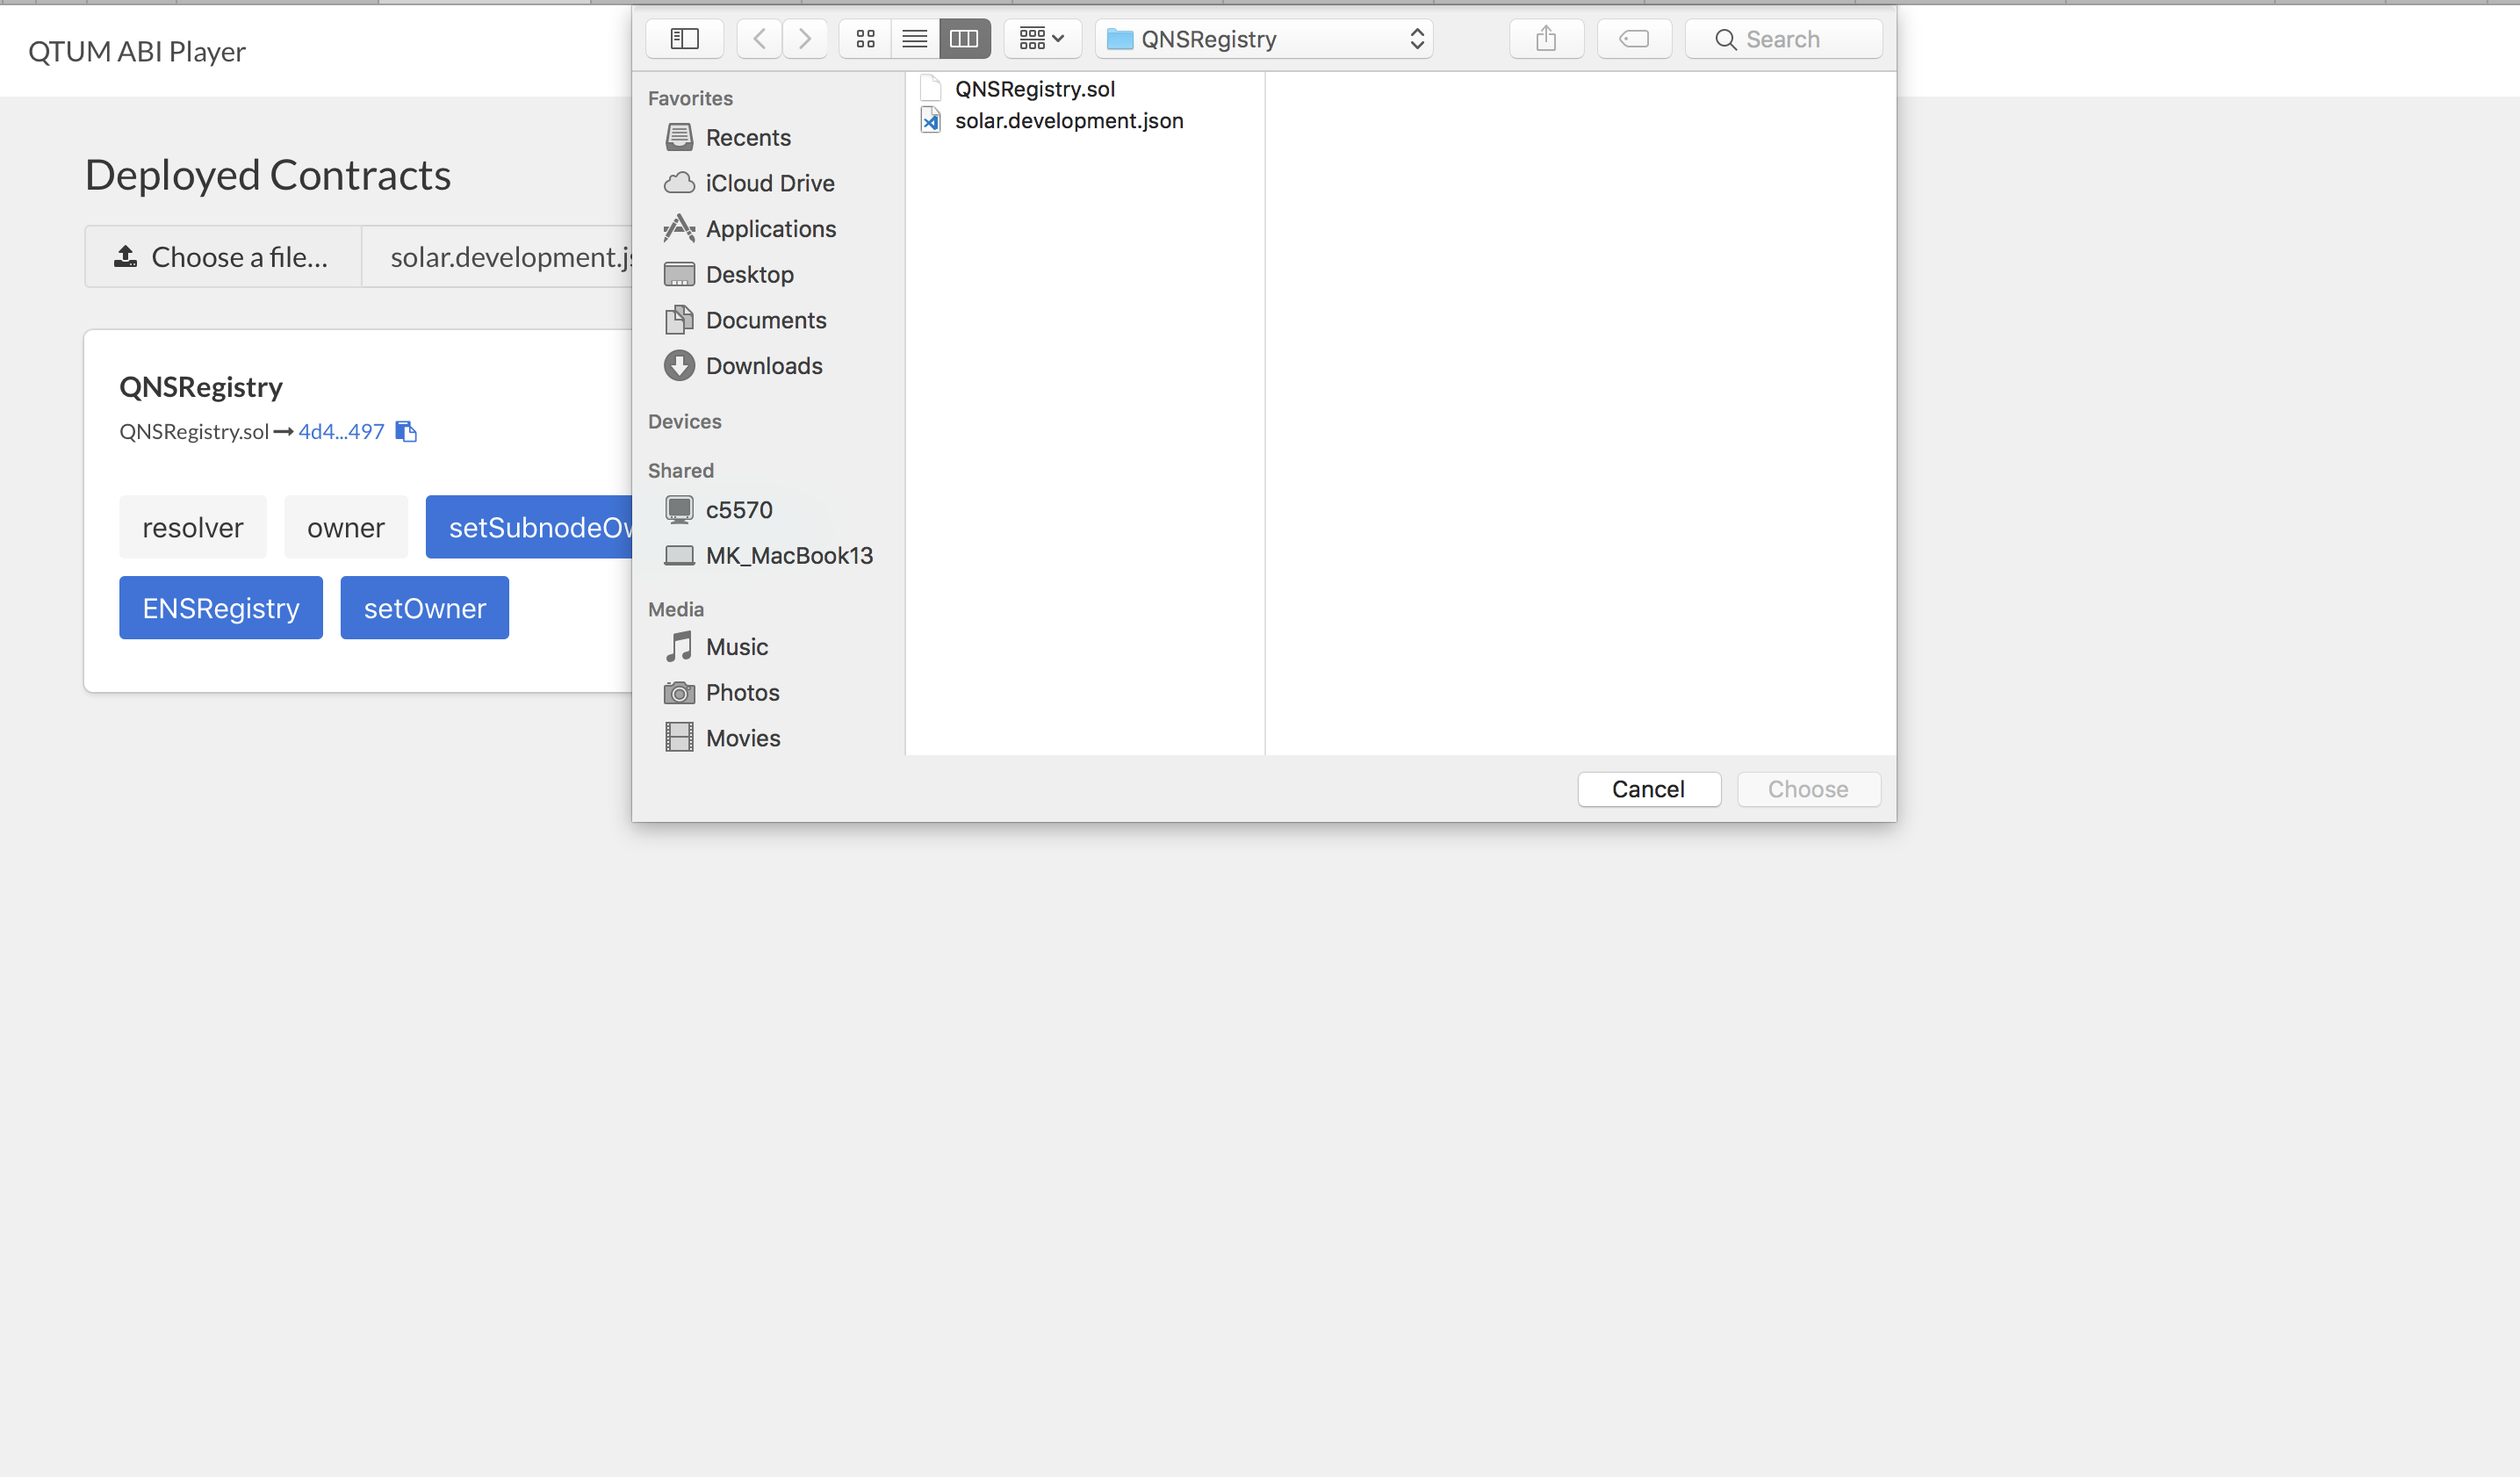 QTUM ABI Player
Deployed Contracts
Choose a file...
solar.development.js
QNSRegistry
QNSRegistry.sol → 4d4...497
resolver
owner
setSubnodeOw
ENSRegistry
setOwner
QNSRegistry
Search
Favorites
Recents
iCloud Drive
Applications
Desktop
Documents
Downloads
Devices
Shared
c5570
MK_MacBook13
Media
Music
Photos
Movies
QNSRegistry.sol
solar.development.json
Cancel
Choose